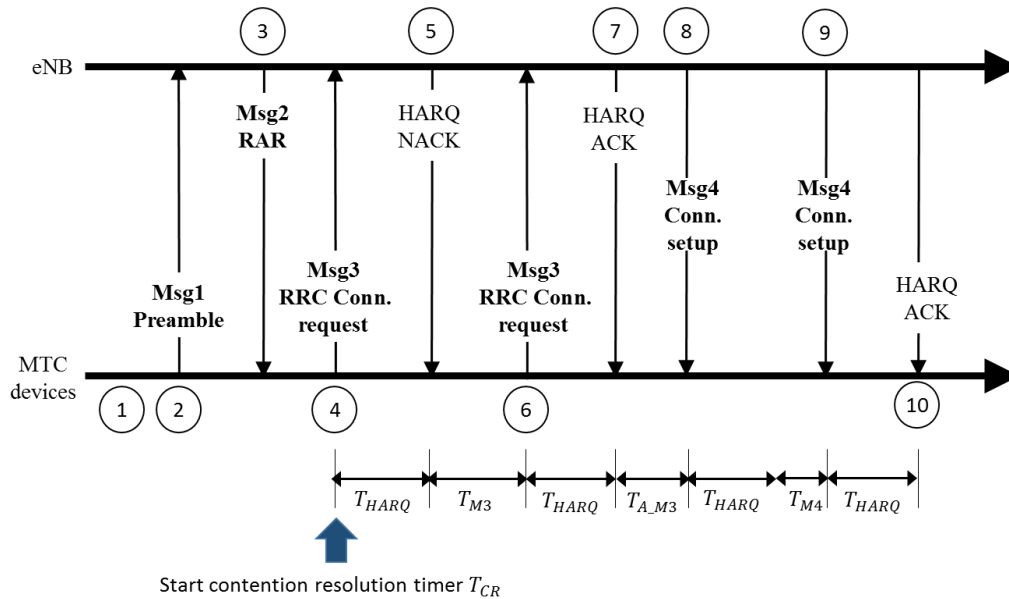 3
5
7
8
9
eNB
Msg2
RAR
HARQ
NACK
HARQ
ACK
Msg4
Conn.
setup
Msg4
Conn.
setup
Msg1
Preamble
Msg3
RRC Conn.
request
Msg3
RRC Conn.
request
HARQ
ACK
MTC
devices
1
2
4
6
10
T_HARQ
T_M3
T_HARQ
T_A_M3
T_HARQ
T_M4
T_HARQ
Start contention resolution timer T_CR